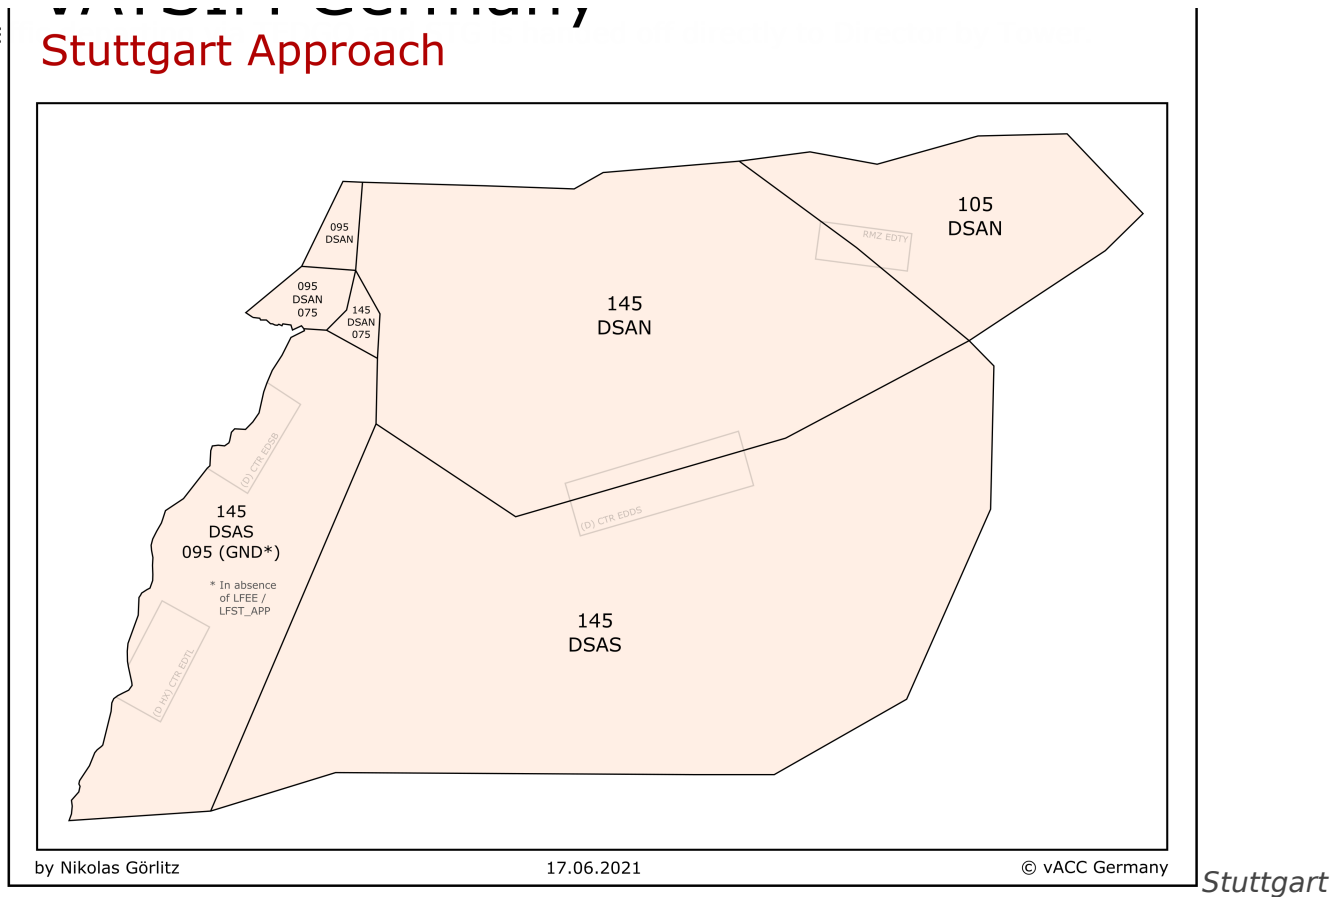 VATSIM Germany
Stuttgart Approach
095
DSAN
095
DSAN
075
145
DSAN
075
105
DSAN
RMZ EDTY
145
DSAN
(D) CTR EDSB
(D) CTR EDDS
145
DSAS
095 (GND*)
* In absence
of LFEE /
LFST_APP
(D HX) CTR EDTL
145
DSAS
by Nikolas Görlitz
17.06.2021
© vACC Germany
Stuttgart